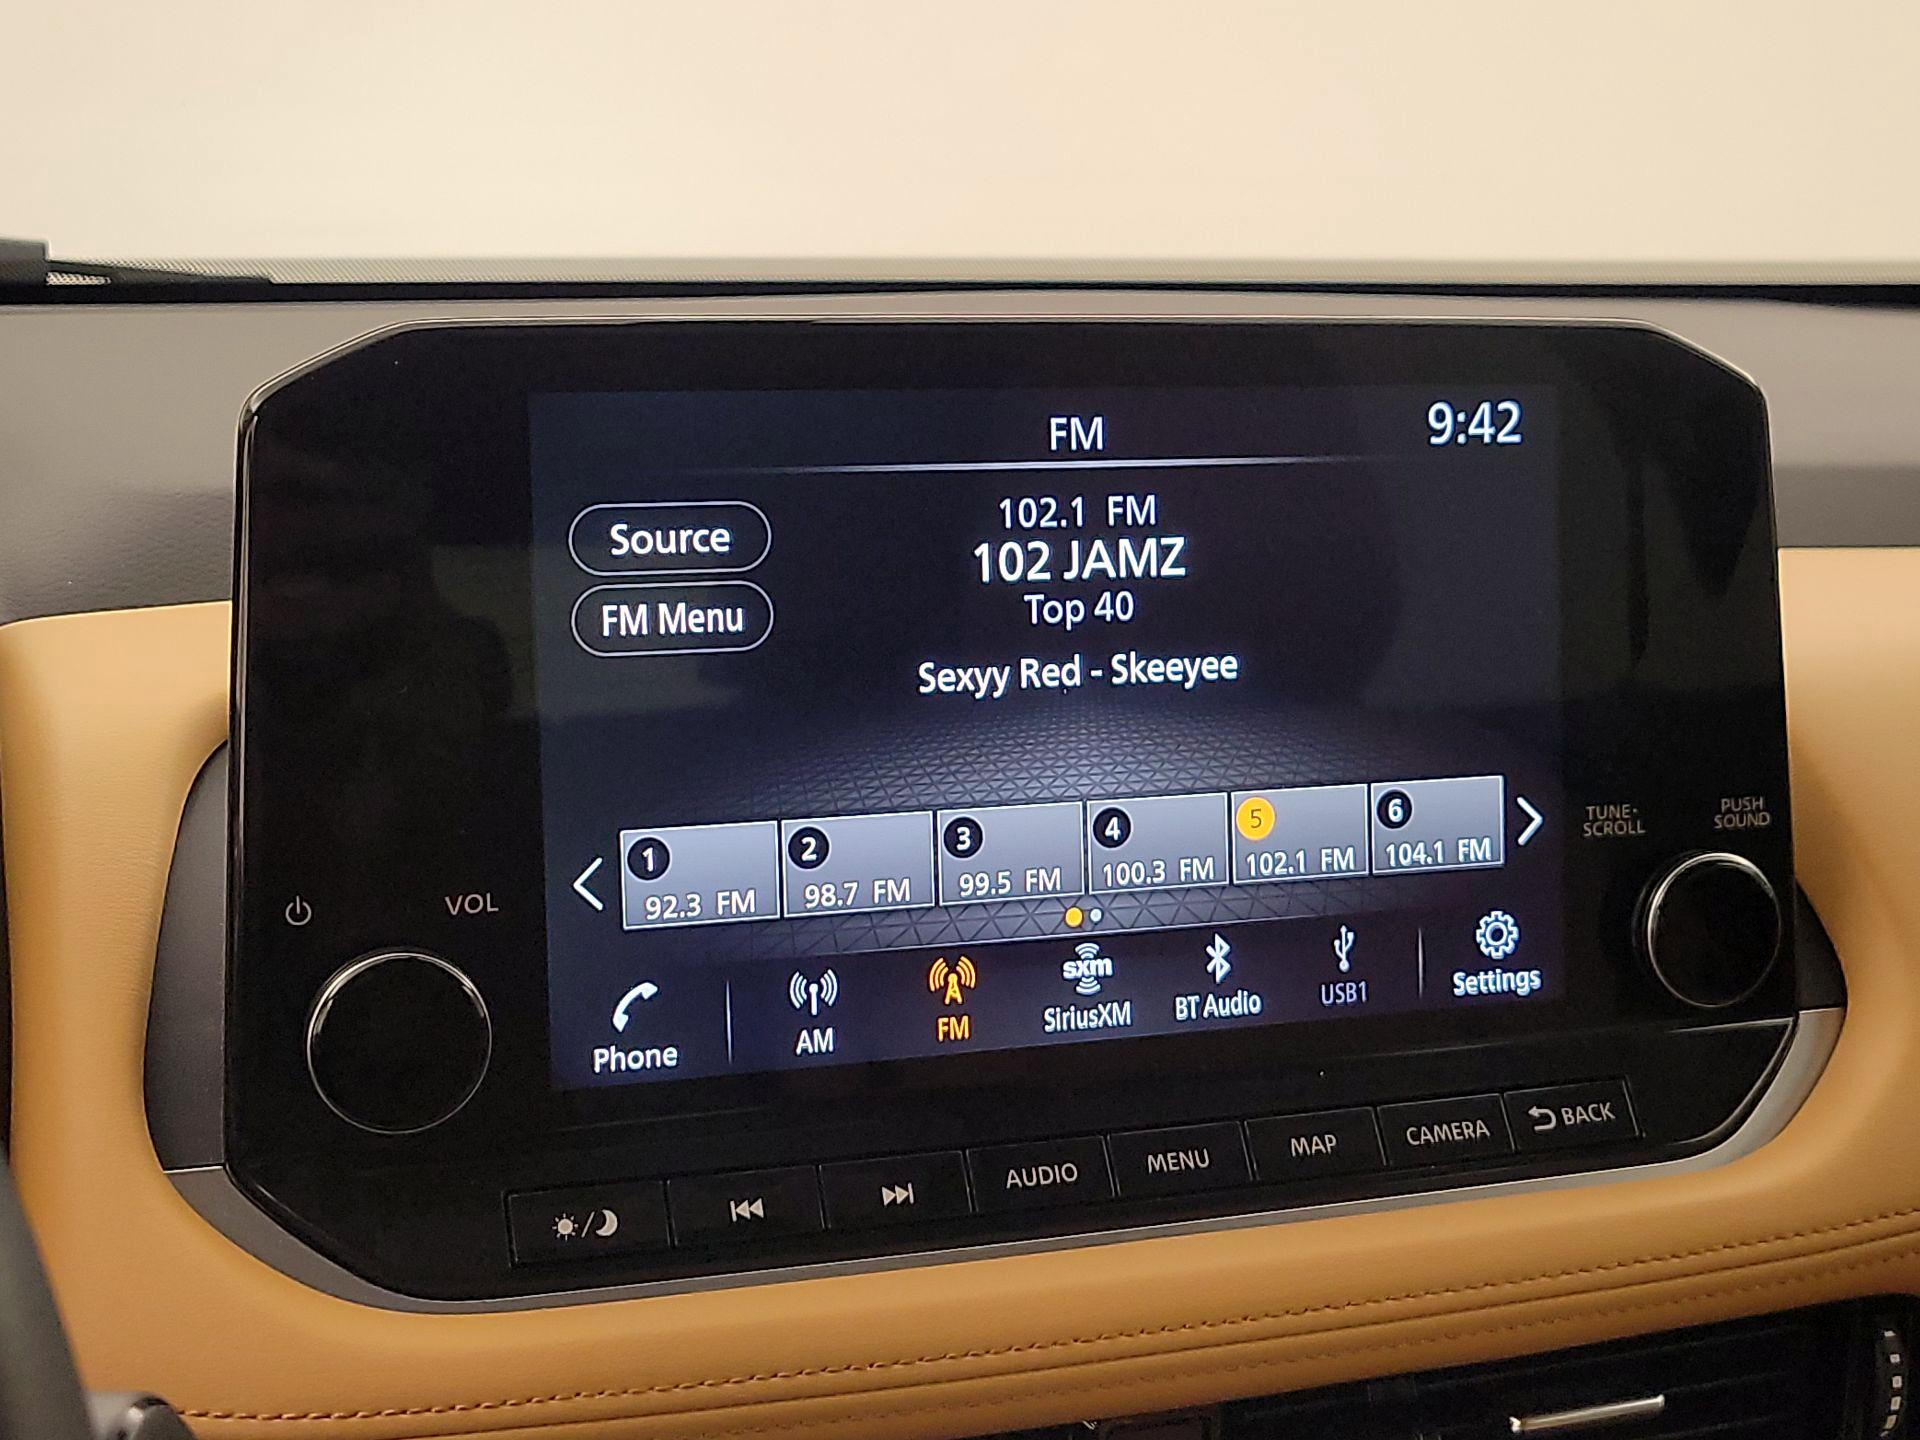 FM
9:42
Source
FM Menu
102.1 FM
102 JAMZ
Top 40
Sexyy Red - Skeeyee
1
92.3 FM
2
98.7 FM
3
99.5 FM
4
100.3 FM
5
102.1 FM
6
104.1 FM
TUNE·
SCROLL
PUSH
SOUND
VOL
Phone
AM
FM
sxm
SiriusXM
BT Audio
USB1
Settings
AUDIO
MENU
MAP
CAMERA
BACK